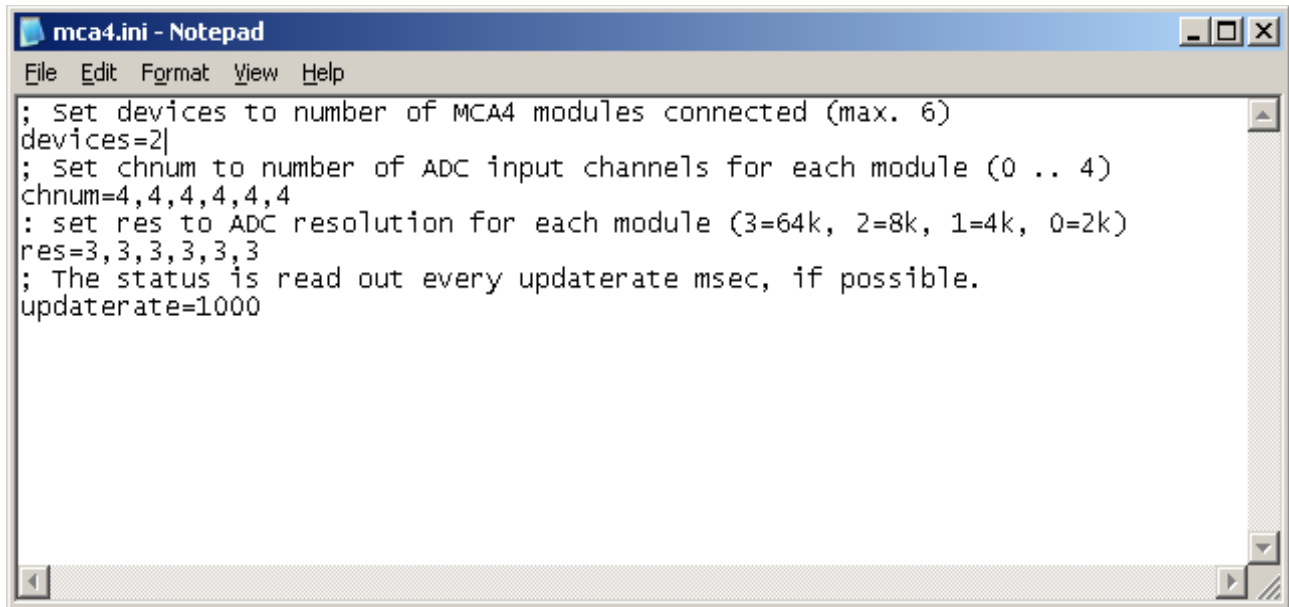 mca4.ini - Notepad
File Edit Format View Help
; Set devices to number of MCA4 modules connected (max. 6)
devices=2
; Set chnum to number of ADC input channels for each module (0 .. 4)
chnum=4,4,4,4,4,4
: set res to ADC resolution for each module (3=64k, 2=8k, 1=4k, 0=2k)
res=3,3,3,3,3,3
; The status is read out every updaterate msec, if possible.
updaterate=1000